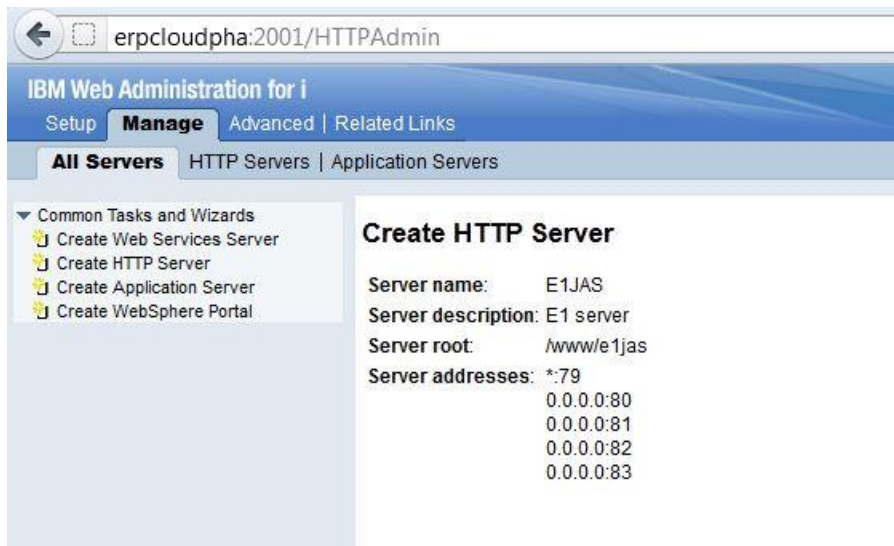 erpcloudpha:2001/HTTPAdmin
IBM Web Administration for i
Setup Manage Advanced | Related Links
All Servers HTTP Servers | Application Servers
Common Tasks and Wizards
Create Web Services Server
Create HTTP Server
Create Application Server
Create WebSphere Portal
Create HTTP Server
Server name: E1JAS
Server description: E1 server
Server root: /www/e1jas
Server addresses: *:79
0.0.0.0:80
0.0.0.0:81
0.0.0.0:82
0.0.0.0:83